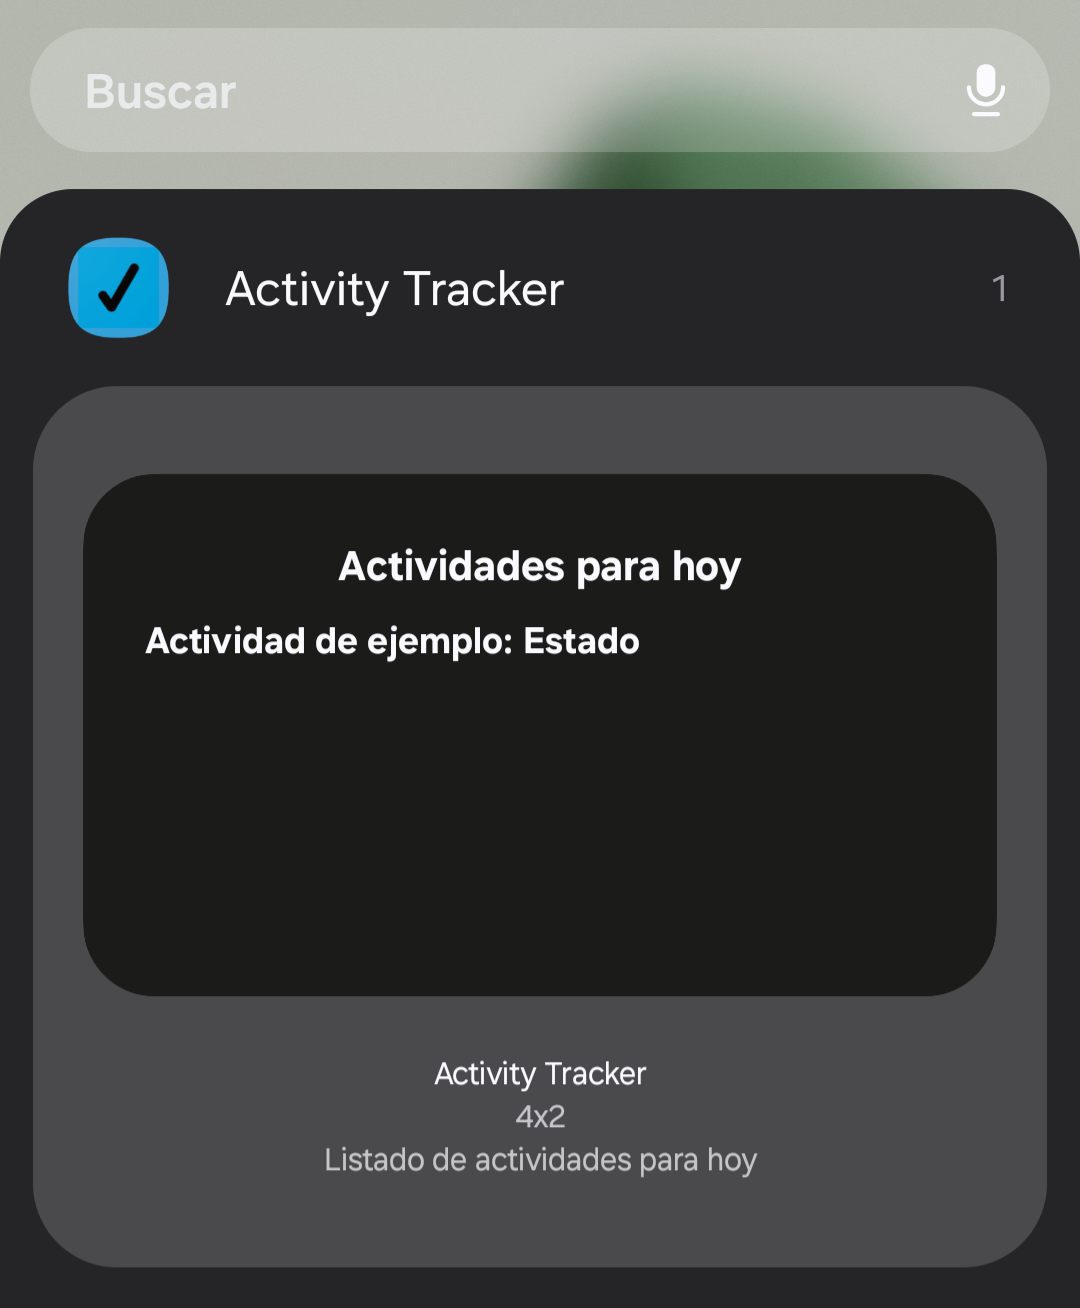 Buscar
Activity Tracker
1
Actividades para hoy
Actividad de ejemplo: Estado
Activity Tracker
4x2
Listado de actividades para hoy